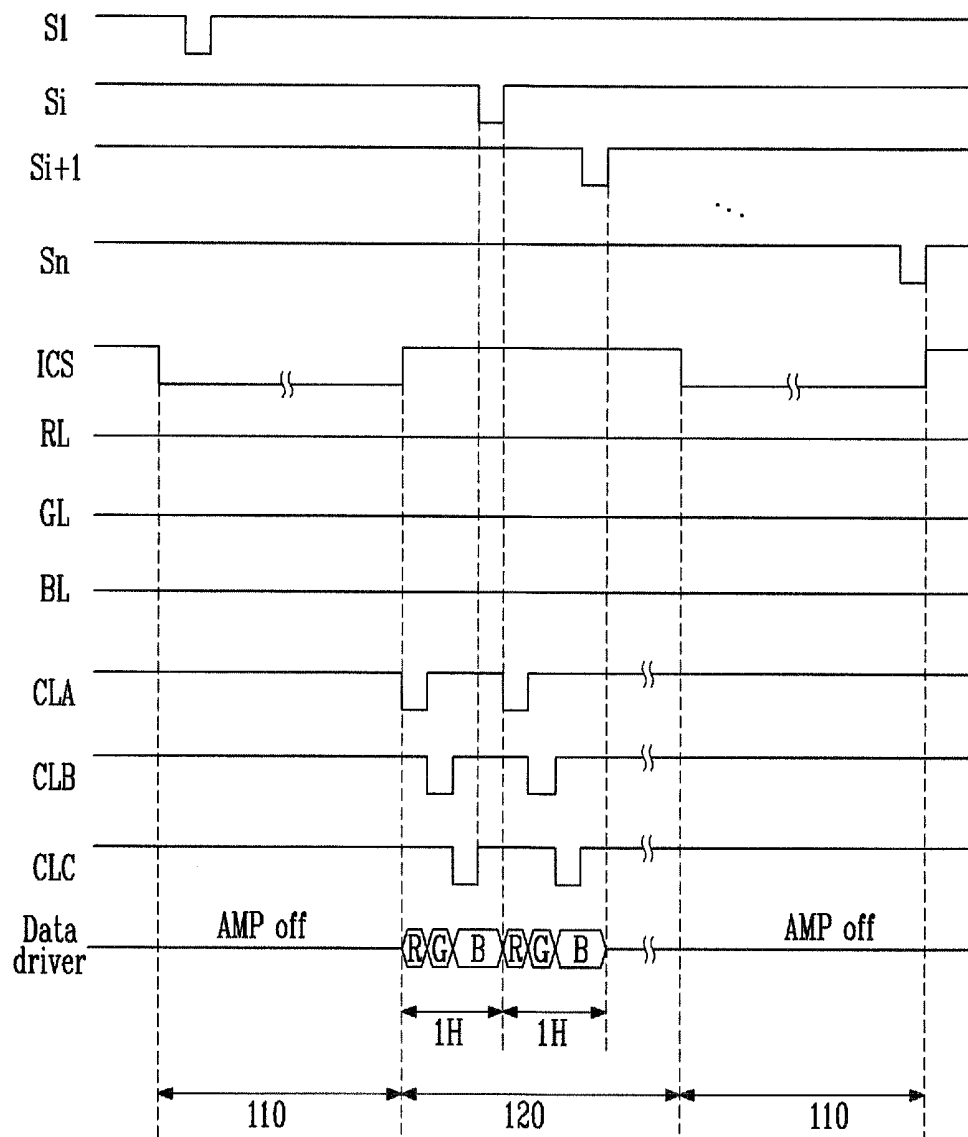 S1
Si
Si+1
...
Sn
ICS
RL
GL
BL
CLA
CLB
CLC
Data
driver
AMP off
R G B R G B
AMP off
1H 1H
110 120 110